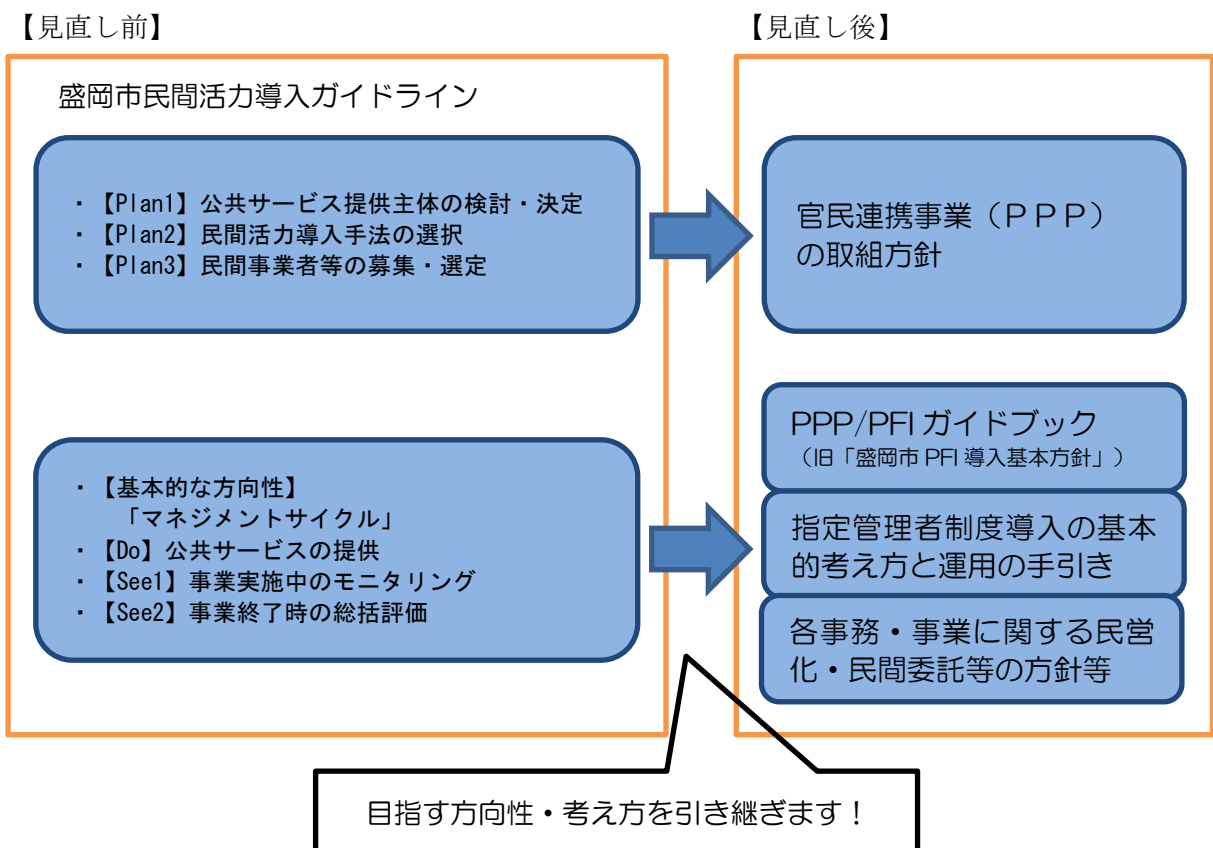 【見直し前】
盛岡市民間活力導入ガイドライン
・【Plan1】公共サービス提供主体の検討・決定
・【Plan2】民間活力導入手法の選択
・【Plan3】民間事業者等の募集・選定
・【基本的な方向性】
「マネジメントサイクル」
・【Do】公共サービスの提供
・【See1】事業実施中のモニタリング
・【See2】事業終了時の総括評価
【見直し後】
官民連携事業（ＰＰＰ）
の取組方針
PPP/PFI ガイドブック
（旧「盛岡市 PFI 導入基本方針」）
指定管理者制度導入の基本
的考え方と運用の手引き
各事務・事業に関する民営
化・民間委託等の方針等
目指す方向性・考え方を引き継ぎます！